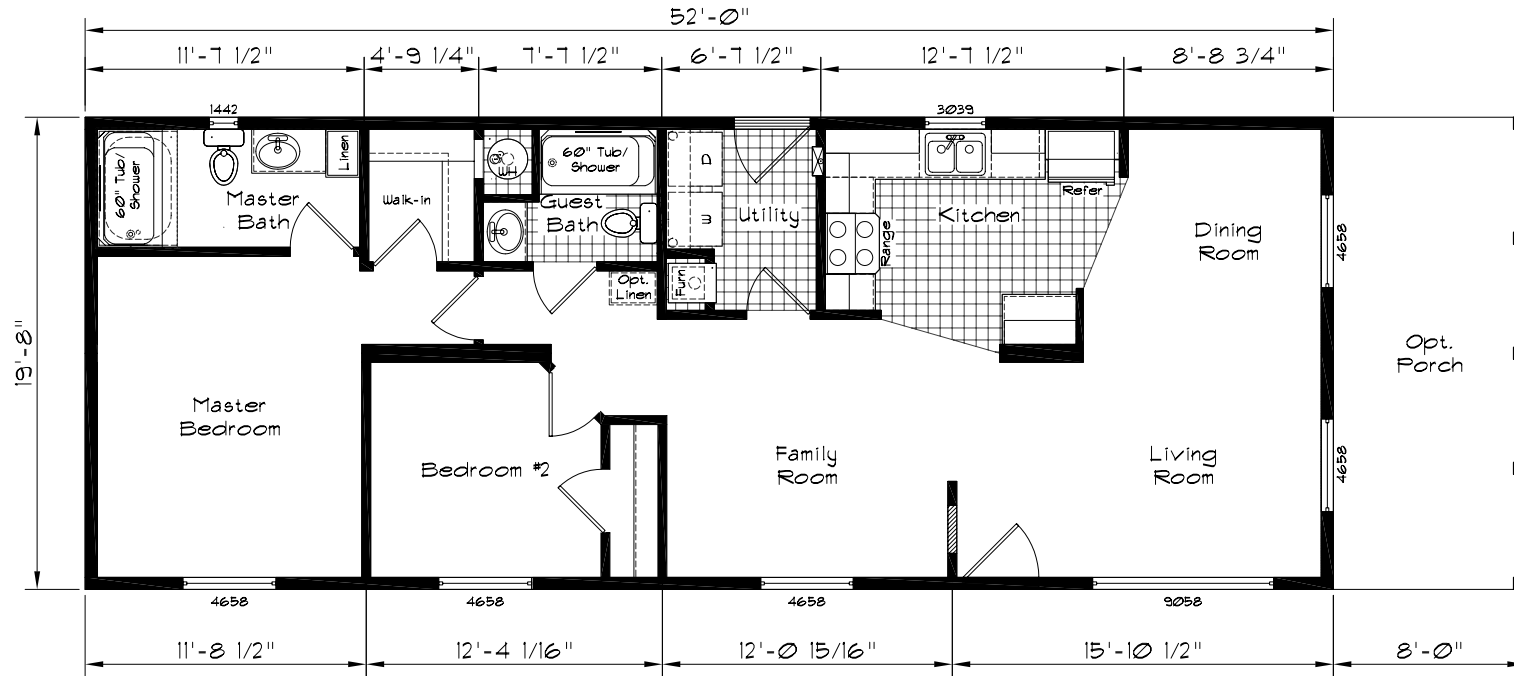 52'-0"
11'-7 1/2"
4'-9 1/4"
7'-7 1/2"
6'-7 1/2"
12'-7 1/2"
8'-8 3/4"
1442
3039
60" Tub/
Shower
Linen
Master
Bath
Walk-in
WH
60" Tub/
Shower
Guest
Bath
D
W
Utility
Furn
Opt.
Linen
Kitchen
Range
Refer
Dining
Room
4658
19'-8"
Opt.
Porch
Master
Bedroom
Bedroom #2
Family
Room
Living
Room
4658
4658
4658
4658
9058
11'-8 1/2"
12'-4 1/16"
12'-0 15/16"
15'-10 1/2"
8'-0"